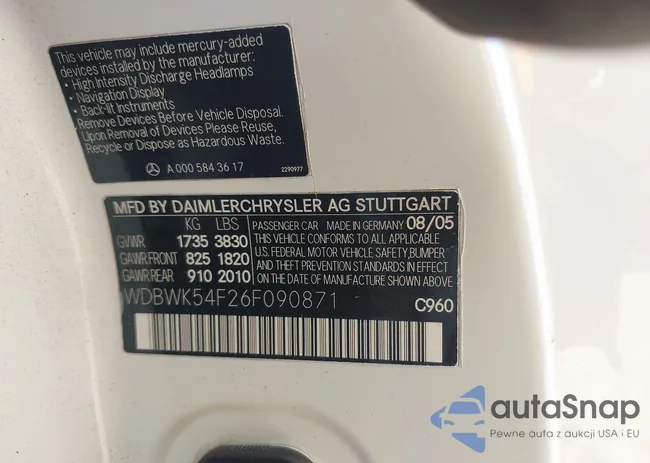 This vehicle may include mercury-added
devices installed by the manufacturer:
• High Intensity Discharge Headlamps
• Navigation Display
• Back-lit Instruments
Remove Devices Before Vehicle Disposal.
Upon Removal of Devices Please Reuse,
Recycle or Dispose as Hazardous Waste.
A 000 584 36 17 2290977
MFD BY DAIMLERCHRYSLER AG STUTTGART
KG LBS PASSENGER CAR MADE IN GERMANY 08/05
GVWR 1735 3830 THIS VEHICLE CONFORMS TO ALL APPLICABLE
GAWR FRONT 825 1820 U.S. FEDERAL MOTOR VEHICLE SAFETY,BUMPER
GAWR REAR 910 2010 AND THEFT PREVENTION STANDARDS IN EFFECT
ON THE DATE OF MANUFACTURE SHOWN ABOVE
WDBWK54F26F090871 C960
autaSnap
Pewne auta z aukcji USA i EU